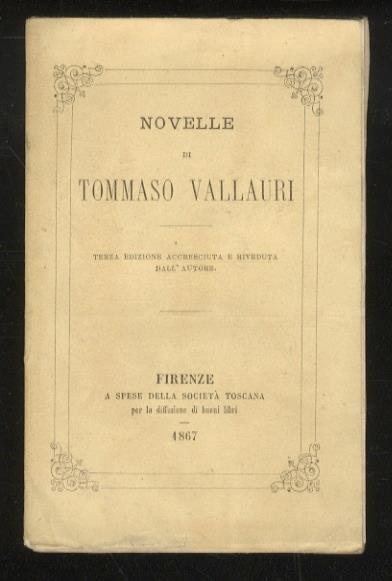 NOVELLE
DI
TOMMASO VALLAURI
TERZA EDIZIONE ACCRESCIUTA E RIVEDUTA
DALL' AUTORE.
FIRENZE
A SPESE DELLA SOCIETÀ TOSCANA
per la diffusione di buoni libri
1867